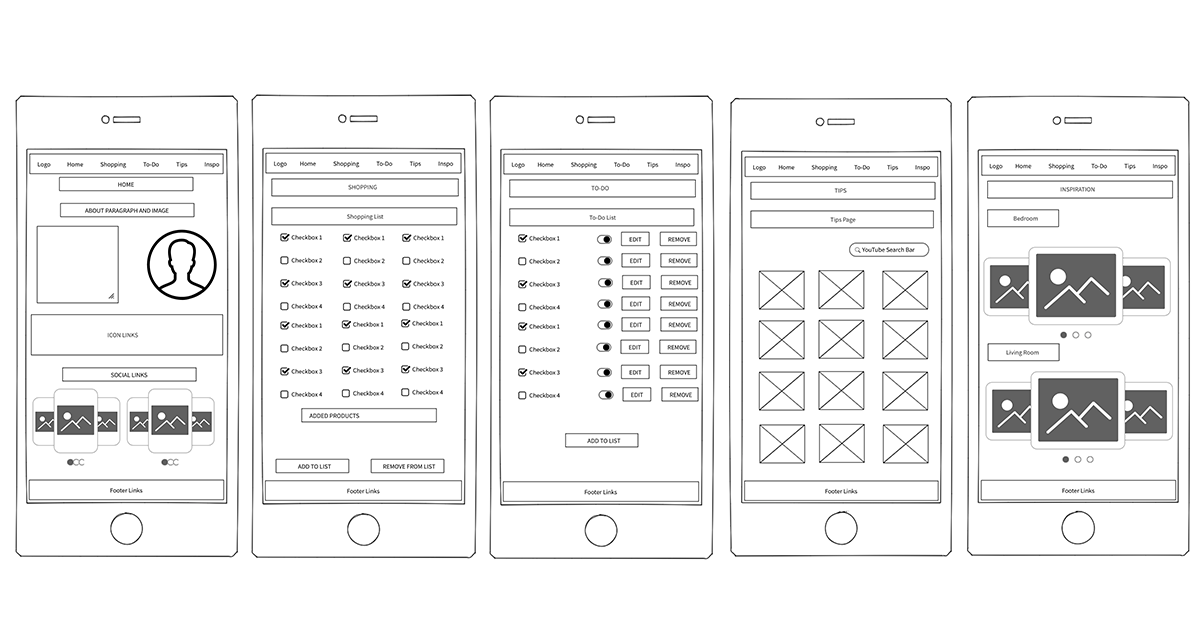 Logo Home Shopping To-Do Tips Inspo
HOME
ABOUT PARAGRAPH AND IMAGE
ICON LINKS
SOCIAL LINKS
Footer Links
Logo Home Shopping To-Do Tips Inspo
SHOPPING
Shopping List
Checkbox 1 Checkbox 1 Checkbox 1
Checkbox 2 Checkbox 2 Checkbox 2
Checkbox 3 Checkbox 3 Checkbox 3
Checkbox 4 Checkbox 4 Checkbox 4
Checkbox 1 Checkbox 1 Checkbox 1
Checkbox 2 Checkbox 2 Checkbox 2
Checkbox 3 Checkbox 3 Checkbox 3
Checkbox 4 Checkbox 4 Checkbox 4
ADDED PRODUCTS
ADD TO LIST REMOVE FROM LIST
Footer Links
Logo Home Shopping To-Do Tips Inspo
TO-DO
To-Do List
Checkbox 1 EDIT REMOVE
Checkbox 2 EDIT REMOVE
Checkbox 3 EDIT REMOVE
Checkbox 4 EDIT REMOVE
Checkbox 1 EDIT REMOVE
Checkbox 2 EDIT REMOVE
Checkbox 3 EDIT REMOVE
Checkbox 4 EDIT REMOVE
ADD TO LIST
Footer Links
Logo Home Shopping To-Do Tips Inspo
TIPS
Tips Page
YouTube Search Bar
Footer Links
Logo Home Shopping To-Do Tips Inspo
INSPIRATION
Bedroom
Living Room
Footer Links